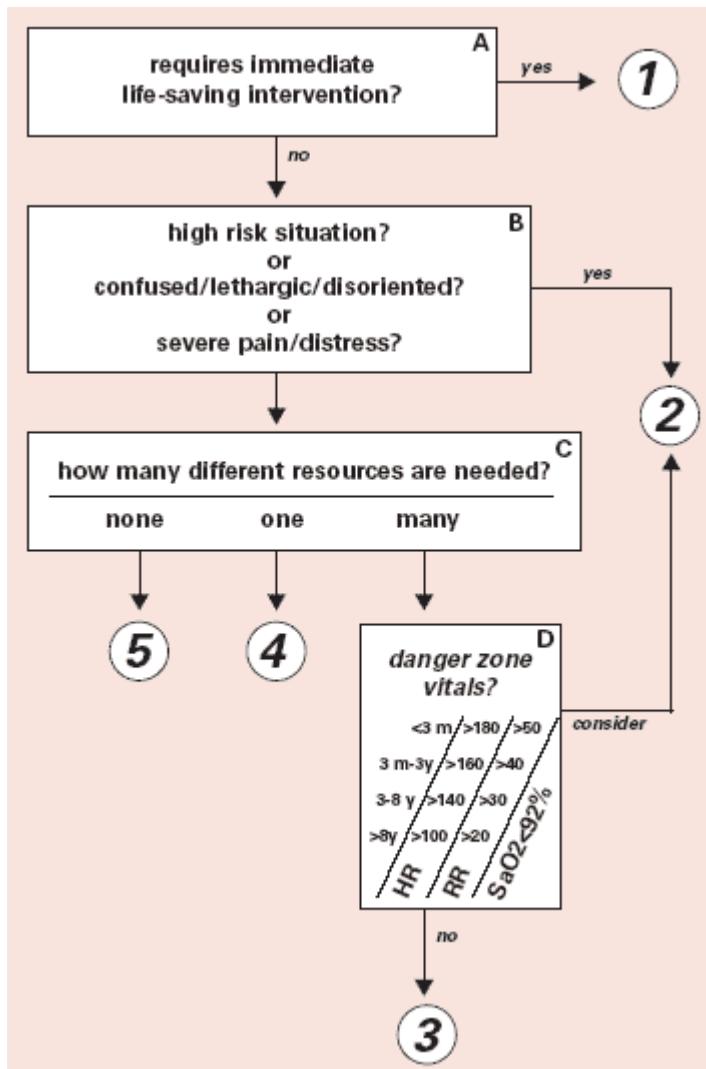 A
requires immediate
life-saving intervention?
yes
1
no
B
high risk situation?
or
confused/lethargic/disoriented?
or
severe pain/distress?
yes
2
C
how many different resources are needed?
none one many
5 4
D
danger zone
vitals?
<3 m >180 >50
3 m-3y >160 >40
3-8 y >140 >30
>8y >100 >20
HR RR SaO2<92%
consider
no
3